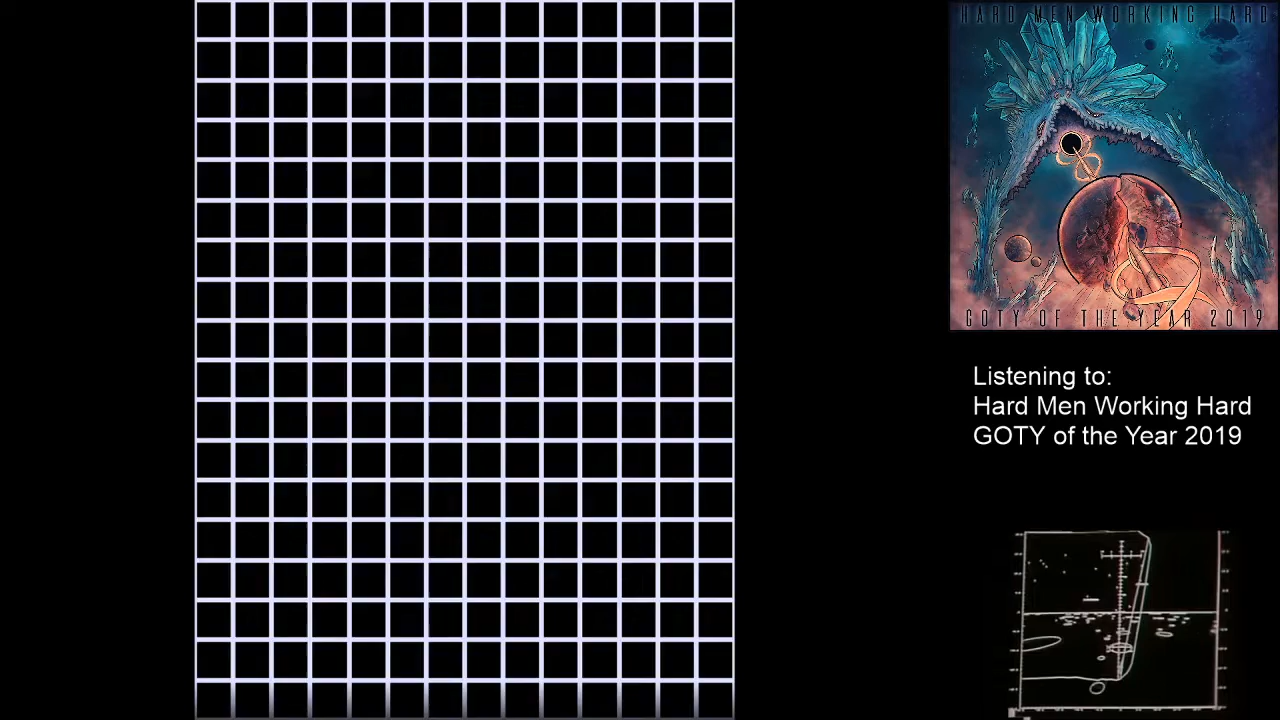 HARD MEN WORKING HARD
GOTY OF THE YEAR 2019
Listening to:
Hard Men Working Hard
GOTY of the Year 2019